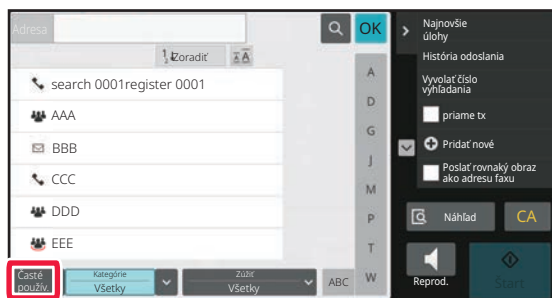 Adresa
OK
Zoradiť
search 0001register 0001
AAA
BBB
CCC
DDD
EEE
A
D
G
J
M
P
T
W
Časté
použív.
Kategórie
Všetky
Zúžiť
Všetky
ABC
Najnovšie
úlohy
História odoslania
Vyvolať číslo
vyhľadania
priame tx
Pridať nové
Poslať rovnaký obraz
ako adresu faxu
Náhľad
CA
Reprod.
Štart